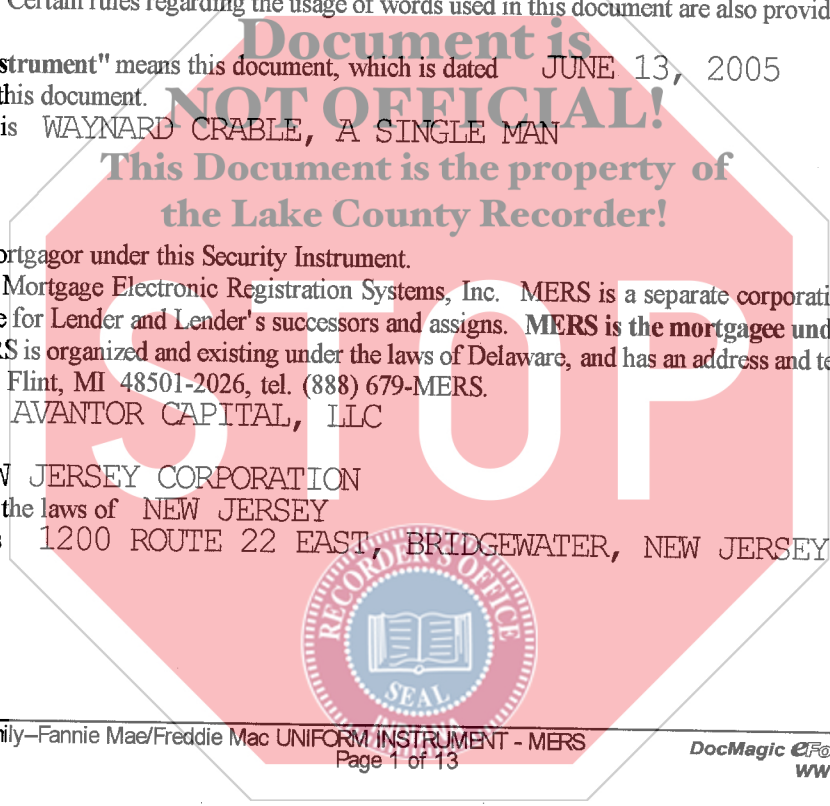 Certain rules regarding the usage of words used in this document are also provid
Document is
strument" means this document, which is dated JUNE 13, 2005
this document.
NOT OFFICIAL!
is WAYNARD CRABLE, A SINGLE MAN
This Document is the property of
the Lake County Recorder!
ortgagor under this Security Instrument.
Mortgage Electronic Registration Systems, Inc. MERS is a separate corporati
e for Lender and Lender's successors and assigns. MERS is the mortgagee und
RS is organized and existing under the laws of Delaware, and has an address and te
Flint, MI 48501-2026, tel. (888) 679-MERS.
STOP
AVANTOR CAPITAL, LLC
W JERSEY CORPORATION
the laws of NEW JERSEY
s 1200 ROUTE 22 EAST, BRIDGEWATER, NEW JERSEY
RECORDER'S OFFICE
SEAL
INDIANA
mily—Fannie Mae/Freddie Mac UNIFORM INSTRUMENT - MERS
Page 1 of 13
DocMagic eFo
WW